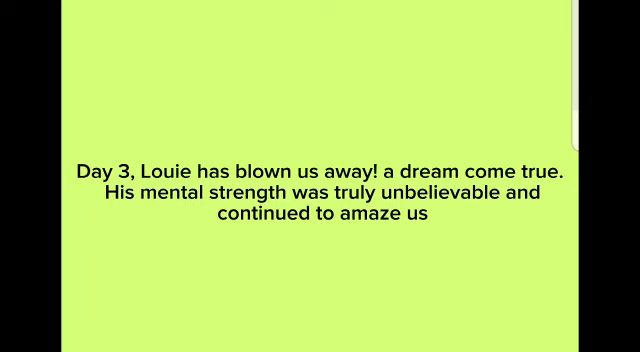 Day 3, Louie has blown us away! a dream come true.
His mental strength was truly unbelievable and
continued to amaze us